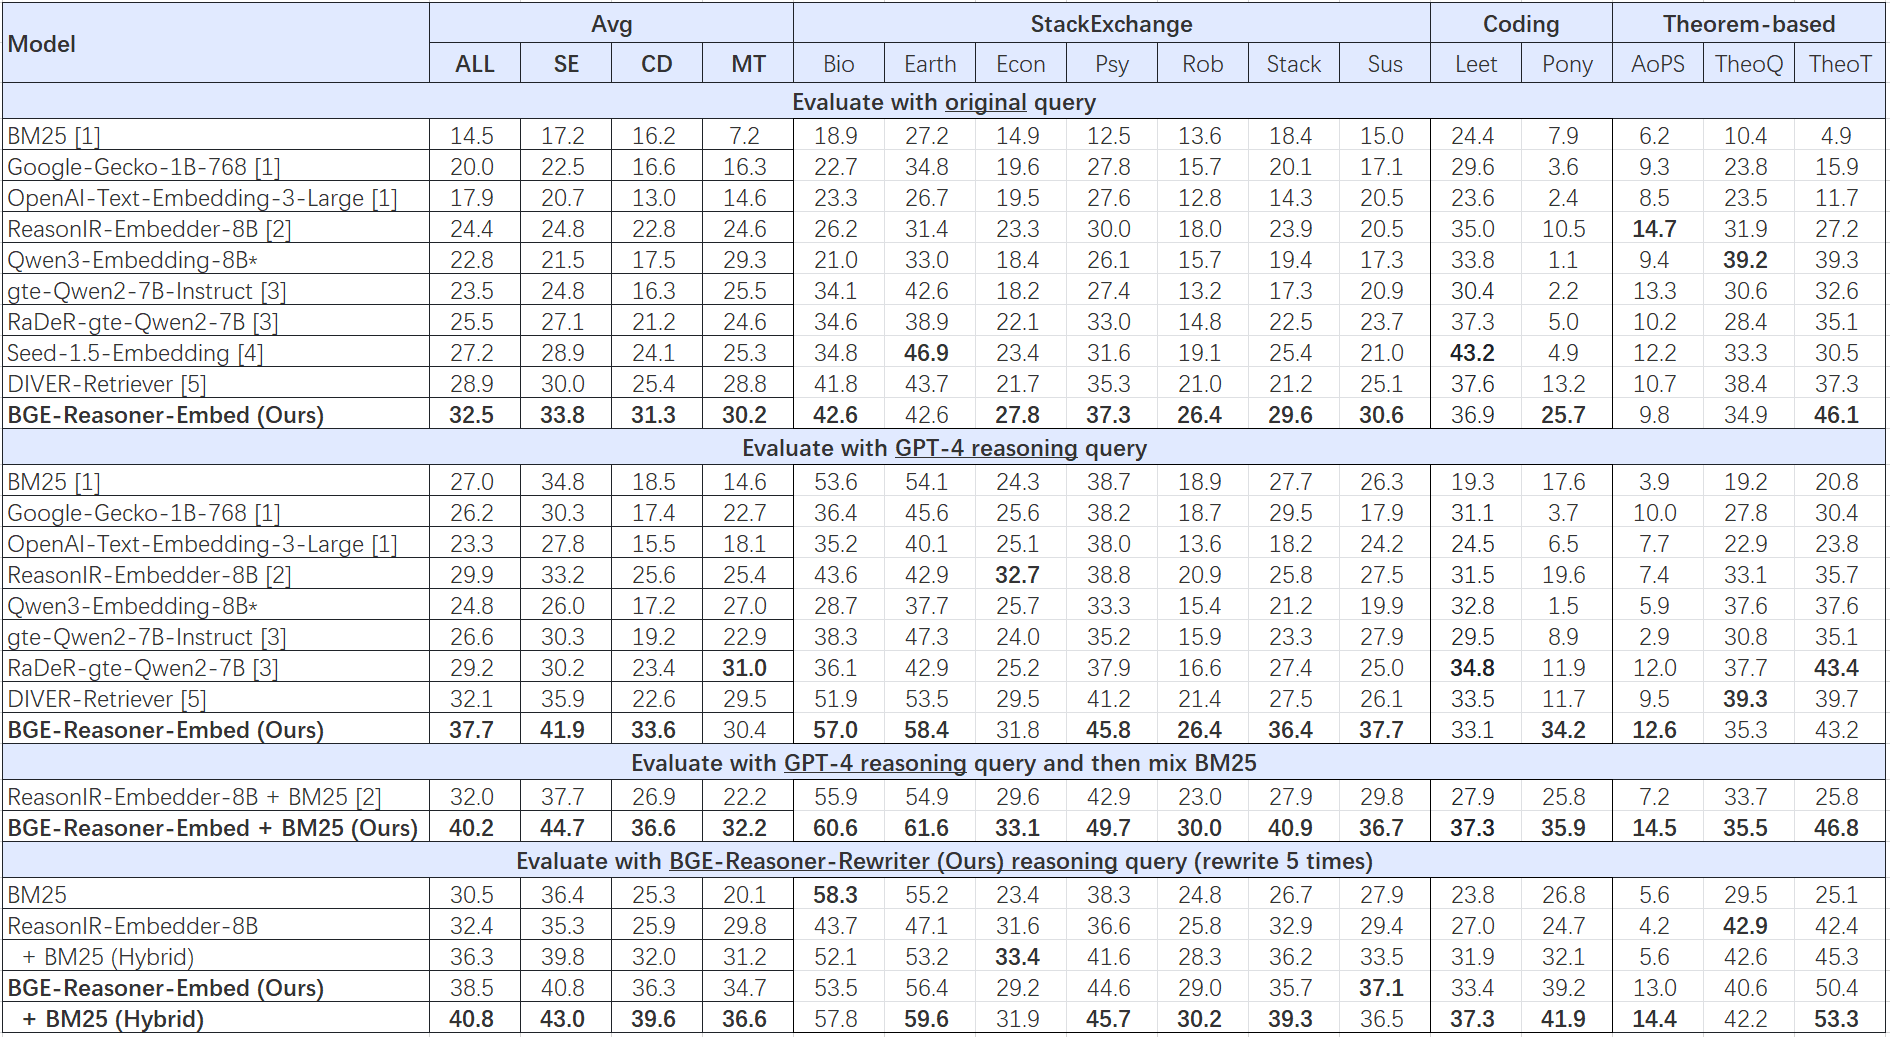 Model Avg StackExchange Coding Theorem-based
ALL SE CD MT Bio Earth Econ Psy Rob Stack Sus Leet Pony AoPS TheoQ TheoT
Evaluate with original query
BM25 [1] 14.5 17.2 16.2 7.2 18.9 27.2 14.9 12.5 13.6 18.4 15.0 24.4 7.9 6.2 10.4 4.9
Google-Gecko-1B-768 [1] 20.0 22.5 16.6 16.3 22.7 34.8 19.6 27.8 15.7 20.1 17.1 29.6 3.6 9.3 23.8 15.9
OpenAI-Text-Embedding-3-Large [1] 17.9 20.7 13.0 14.6 23.3 26.7 19.5 27.6 12.8 14.3 20.5 23.6 2.4 8.5 23.5 11.7
ReasonIR-Embedder-8B [2] 24.4 24.8 22.8 24.6 26.2 31.4 23.3 30.0 18.0 23.9 20.5 35.0 10.5 14.7 31.9 27.2
Qwen3-Embedding-8B* 22.8 21.5 17.5 29.3 21.0 33.0 18.4 26.1 15.7 19.4 17.3 33.8 1.1 9.4 39.2 39.3
gte-Qwen2-7B-Instruct [3] 23.5 24.8 16.3 25.5 34.1 42.6 18.2 27.4 13.2 17.3 20.9 30.4 2.2 13.3 30.6 32.6
RaDeR-gte-Qwen2-7B [3] 25.5 27.1 21.2 24.6 34.6 38.9 22.1 33.0 14.8 22.5 23.7 37.3 5.0 10.2 28.4 35.1
Seed-1.5-Embedding [4] 27.2 28.9 24.1 25.3 34.8 46.9 23.4 31.6 19.1 25.4 21.0 43.2 4.9 12.2 33.3 30.5
DIVER-Retriever [5] 28.9 30.0 25.4 28.8 41.8 43.7 21.7 35.3 21.0 21.2 25.1 37.6 13.2 10.7 38.4 37.3
BGE-Reasoner-Embed (Ours) 32.5 33.8 31.3 30.2 42.6 42.6 27.8 37.3 26.4 29.6 30.6 36.9 25.7 9.8 34.9 46.1
Evaluate with GPT-4 reasoning query
BM25 [1] 27.0 34.8 18.5 14.6 53.6 54.1 24.3 38.7 18.9 27.7 26.3 19.3 17.6 3.9 19.2 20.8
Google-Gecko-1B-768 [1] 26.2 30.3 17.4 22.7 36.4 45.6 25.6 38.2 18.7 29.5 17.9 31.1 3.7 10.0 27.8 30.4
OpenAI-Text-Embedding-3-Large [1] 23.3 27.8 15.5 18.1 35.2 40.1 25.1 38.0 13.6 18.2 24.2 24.5 6.5 7.7 22.9 23.8
ReasonIR-Embedder-8B [2] 29.9 33.2 25.6 25.4 43.6 42.9 32.7 38.8 20.9 25.8 27.5 31.5 19.6 7.4 33.1 35.7
Qwen3-Embedding-8B* 24.8 26.0 17.2 27.0 28.7 37.7 25.7 33.3 15.4 21.2 19.9 32.8 1.5 5.9 37.6 37.6
gte-Qwen2-7B-Instruct [3] 26.6 30.3 19.2 22.9 38.3 47.3 24.0 35.2 15.9 23.3 27.9 29.5 8.9 2.9 30.8 35.1
RaDeR-gte-Qwen2-7B [3] 29.2 30.2 23.4 31.0 36.1 42.9 25.2 37.9 16.6 27.4 25.0 34.8 11.9 12.0 37.7 43.4
DIVER-Retriever [5] 32.1 35.9 22.6 29.5 51.9 53.5 29.5 41.2 21.4 27.5 26.1 33.5 11.7 9.5 39.3 39.7
BGE-Reasoner-Embed (Ours) 37.7 41.9 33.6 30.4 57.0 58.4 31.8 45.8 26.4 36.4 37.7 33.1 34.2 12.6 35.3 43.2
Evaluate with GPT-4 reasoning query and then mix BM25
ReasonIR-Embedder-8B + BM25 [2] 32.0 37.7 26.9 22.2 55.9 54.9 29.6 42.9 23.0 27.9 29.8 27.9 25.8 7.2 33.7 25.8
BGE-Reasoner-Embed + BM25 (Ours) 40.2 44.7 36.6 32.2 60.6 61.6 33.1 49.7 30.0 40.9 36.7 37.3 35.9 14.5 35.5 46.8
Evaluate with BGE-Reasoner-Rewriter (Ours) reasoning query (rewrite 5 times)
BM25 30.5 36.4 25.3 20.1 58.3 55.2 23.4 38.3 24.8 26.7 27.9 23.8 26.8 5.6 29.5 25.1
ReasonIR-Embedder-8B 32.4 35.3 25.9 29.8 43.7 47.1 31.6 36.6 25.8 32.9 29.4 27.0 24.7 4.2 42.9 42.4
+ BM25 (Hybrid) 36.3 39.8 32.0 31.2 52.1 53.2 33.4 41.6 28.3 36.2 33.5 31.9 32.1 5.6 42.6 45.3
BGE-Reasoner-Embed (Ours) 38.5 40.8 36.3 34.7 53.5 56.4 29.2 44.6 29.0 35.7 37.1 33.4 39.2 13.0 40.6 50.4
+ BM25 (Hybrid) 40.8 43.0 39.6 36.6 57.8 59.6 31.9 45.7 30.2 39.3 36.5 37.3 41.9 14.4 42.2 53.3